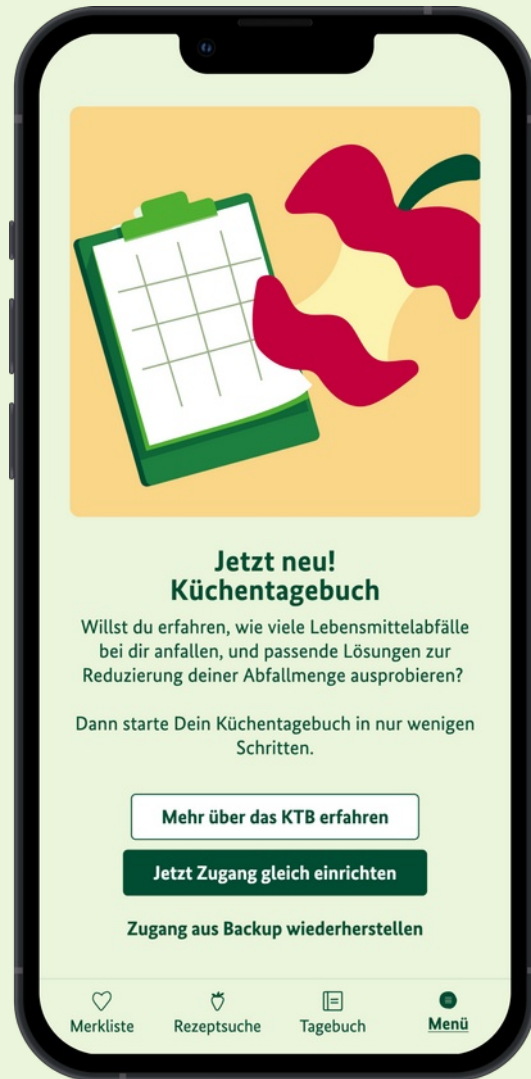 Jetzt neu!
Küchentagebuch
Willst du erfahren, wie viele Lebensmittelabfälle
bei dir anfallen, und passende Lösungen zur
Reduzierung deiner Abfallmenge ausprobieren?
Dann starte Dein Küchentagebuch in nur wenigen
Schritten.
Mehr über das KTB erfahren
Jetzt Zugang gleich einrichten
Zugang aus Backup wiederherstellen
Merkliste
Rezeptsuche
Tagebuch
Menü